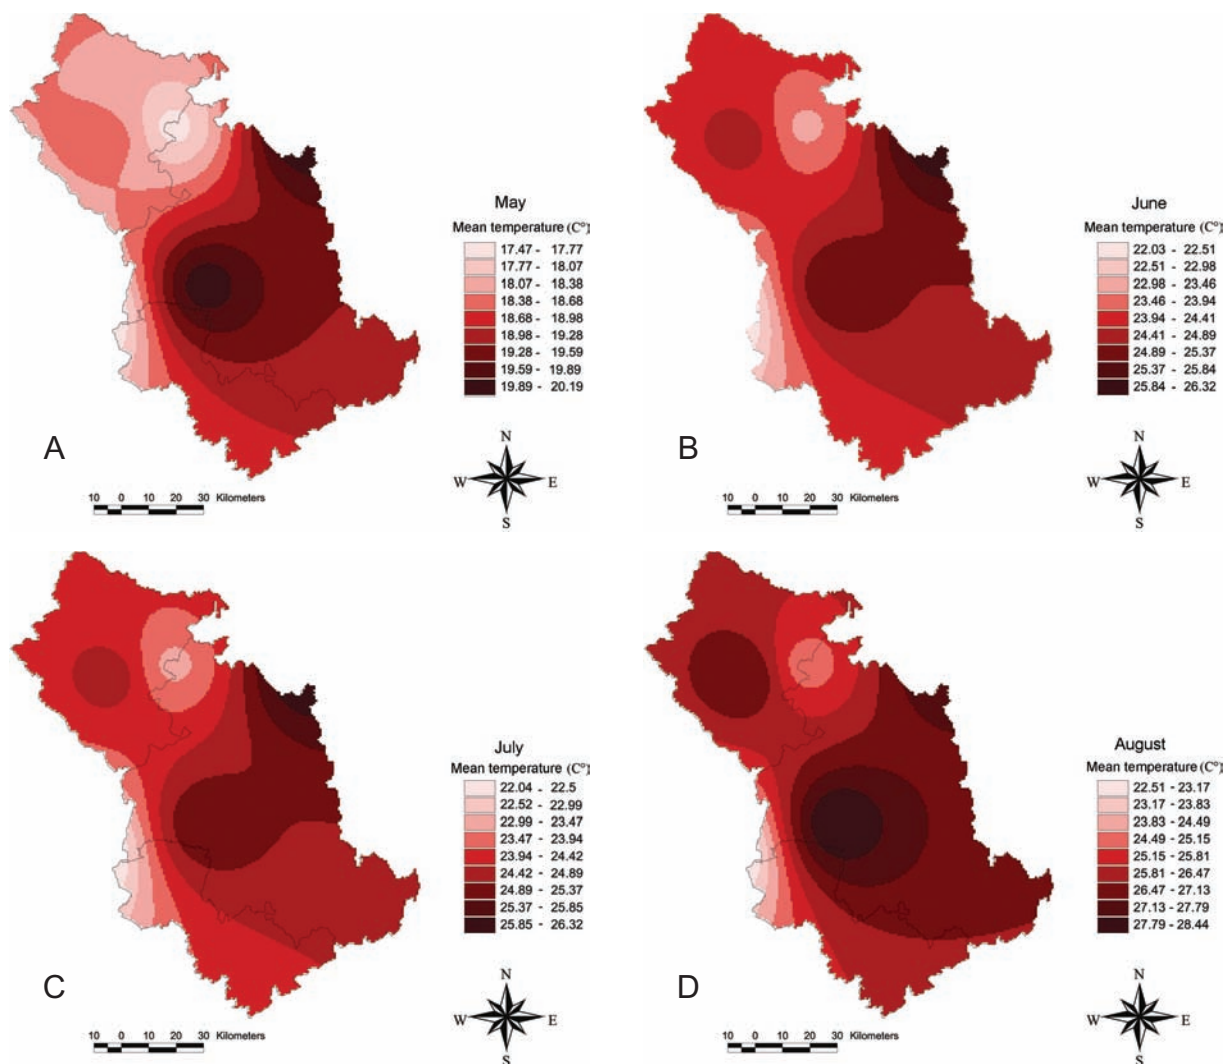 May
Mean temperature (C°)
17.47 - 17.77
17.77 - 18.07
18.07 - 18.38
18.38 - 18.68
18.68 - 18.98
18.98 - 19.28
19.28 - 19.59
19.59 - 19.89
19.89 - 20.19
A
N
W E
S
10 0 10 20 30 Kilometers
June
Mean temperature (C°)
22.03 - 22.51
22.51 - 22.98
22.98 - 23.46
23.46 - 23.94
23.94 - 24.41
24.41 - 24.89
24.89 - 25.37
25.37 - 25.84
25.84 - 26.32
B
N
W E
S
10 0 10 20 30 Kilometers
July
Mean temperature (C°)
22.04 - 22.5
22.52 - 22.99
22.99 - 23.47
23.47 - 23.94
23.94 - 24.42
24.42 - 24.89
24.89 - 25.37
25.37 - 25.85
25.85 - 26.32
C
N
W E
S
10 0 10 20 30 Kilometers
August
Mean temperature (C°)
22.51 - 23.17
23.17 - 23.83
23.83 - 24.49
24.49 - 25.15
25.15 - 25.81
25.81 - 26.47
26.47 - 27.13
27.13 - 27.79
27.79 - 28.44
D
N
W E
S
10 0 10 20 30 Kilometers